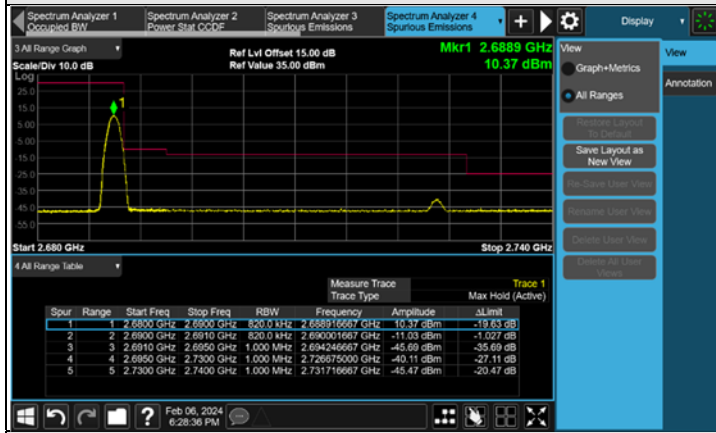 Spectrum Analyzer 1 Spectrum Analyzer 2 Spectrum Analyzer 3 Spectrum Analyzer 4 Display
Occupied BW Power Stat CCDF Spurious Emissions Spurious Emissions
3 All Range Graph Ref Lvl Offset 15.00 dB Mkr1 2.6889 GHz
Scale/Div 10.0 dB Ref Value 35.00 dBm 10.37 dBm
Log
25.0
15.0
1
5.00
-5.00
-15.0
-25.0
-35.0
-45.0
-55.0
Start 2.680 GHz Stop 2.740 GHz
4 All Range Table
Measure Trace Trace 1
Trace Type Max Hold (Active)
Spur Range Start Freq Stop Freq RBW Frequency Amplitude ΔLimit
1 1 2.6800 GHz 2.6900 GHz 820.0 kHz 2.688916667 GHz 10.37 dBm -19.63 dB
2 2 2.6900 GHz 2.6910 GHz 820.0 kHz 2.690001667 GHz -11.03 dBm -1.027 dB
3 3 2.6910 GHz 2.6950 GHz 1.000 MHz 2.694246667 GHz -45.69 dBm -35.69 dB
4 4 2.6950 GHz 2.7300 GHz 1.000 MHz 2.726675000 GHz -40.11 dBm -27.11 dB
5 5 2.7300 GHz 2.7400 GHz 1.000 MHz 2.731716667 GHz -45.47 dBm -20.47 dB
View
Graph+Metrics
All Ranges
Restore Layout
To Default
Save Layout as
New View
Re-Save User View
Rename User View
Delete User View
Delete All User
Views
View
Annotation
?
Feb 06, 2024
6:28:36 PM